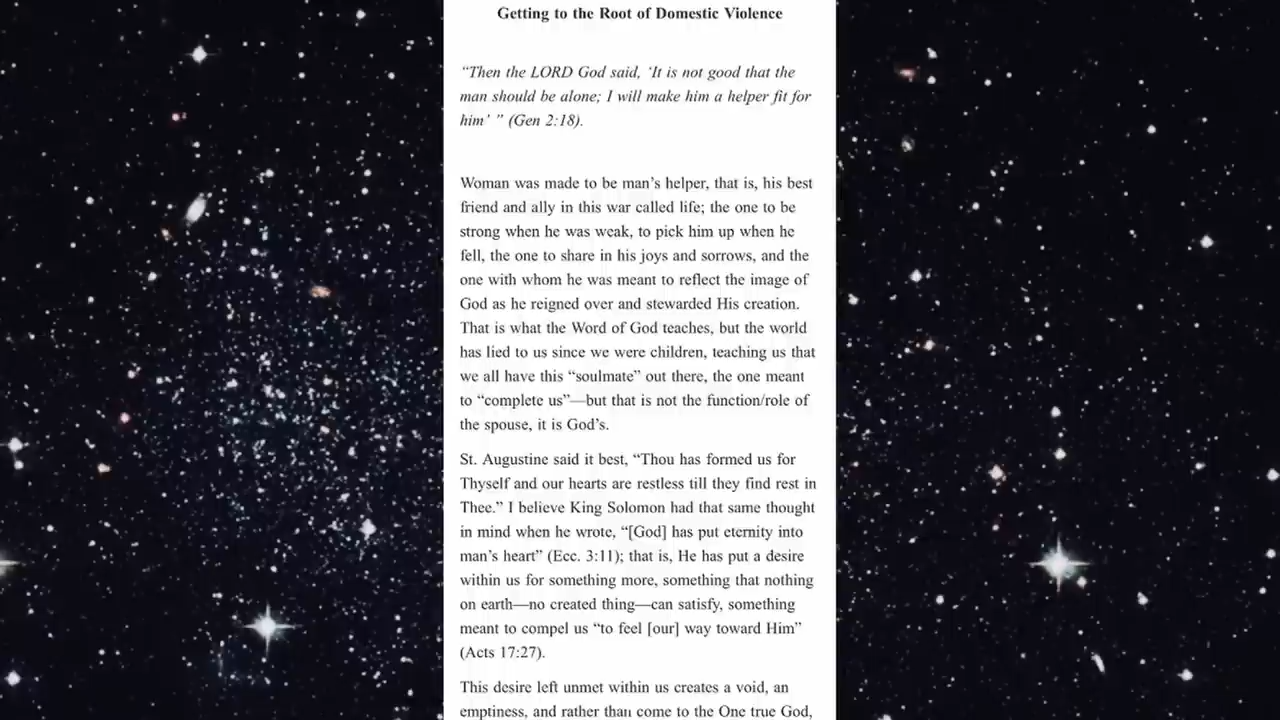 Getting to the Root of Domestic Violence
“Then the LORD God said, ‘It is not good that the
man should be alone; I will make him a helper fit for
him’ ” (Gen 2:18).
Woman was made to be man’s helper, that is, his best
friend and ally in this war called life; the one to be
strong when he was weak, to pick him up when he
fell, the one to share in his joys and sorrows, and the
one with whom he was meant to reflect the image of
God as he reigned over and stewarded His creation.
That is what the Word of God teaches, but the world
has lied to us since we were children, teaching us that
we all have this “soulmate” out there, the one meant
to “complete us”—but that is not the function/role of
the spouse, it is God’s.
St. Augustine said it best, “Thou has formed us for
Thyself and our hearts are restless till they find rest in
Thee.” I believe King Solomon had that same thought
in mind when he wrote, “[God] has put eternity into
man’s heart” (Ecc. 3:11); that is, He has put a desire
within us for something more, something that nothing
on earth—no created thing—can satisfy, something
meant to compel us “to feel [our] way toward Him”
(Acts 17:27).
This desire left unmet within us creates a void, an
emptiness, and rather than come to the One true God,